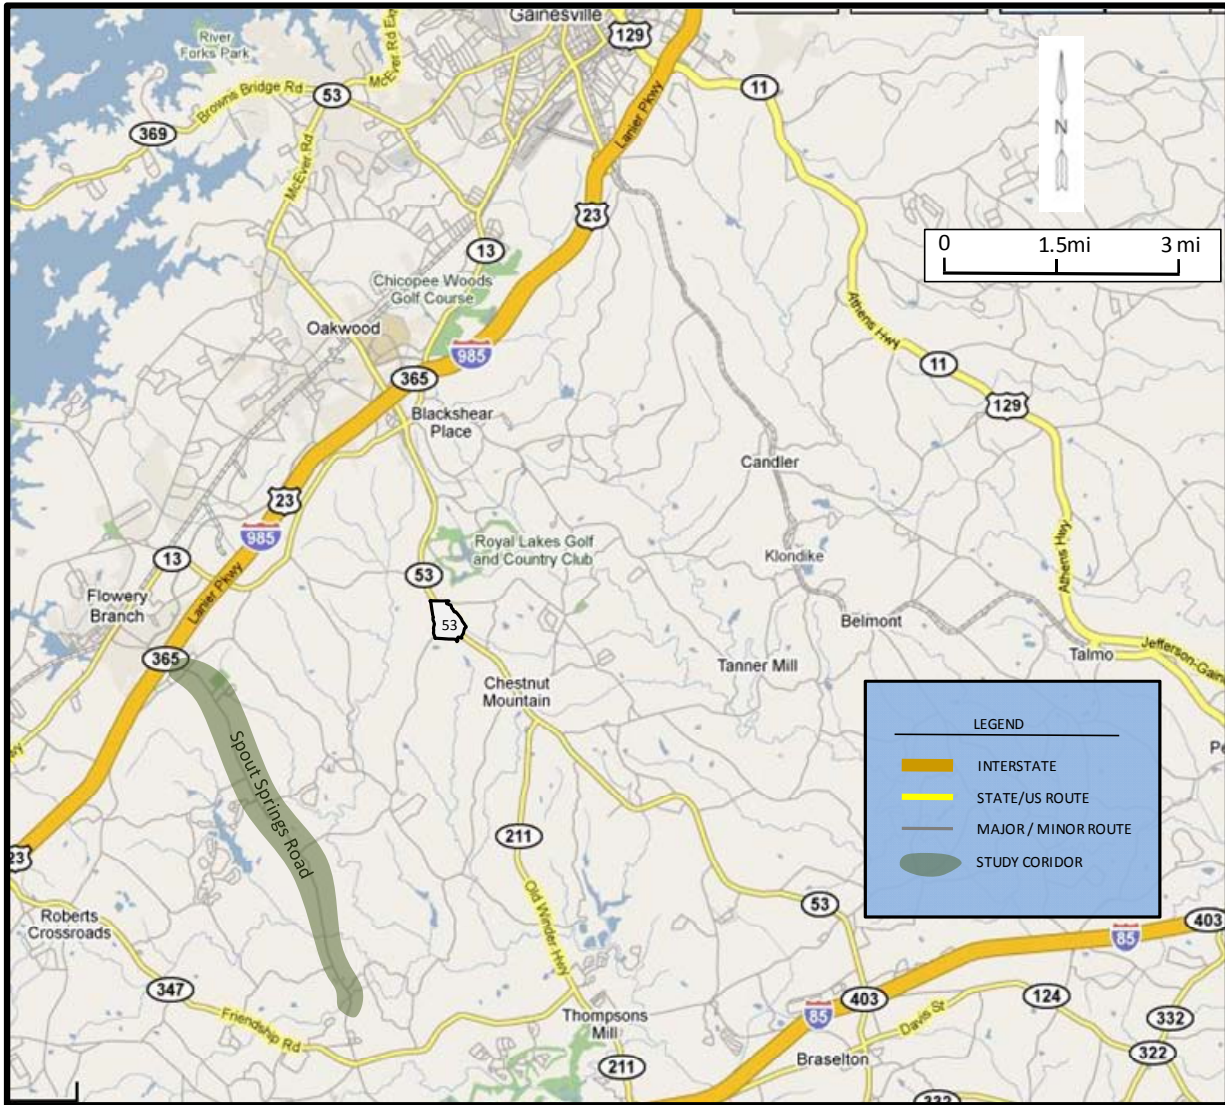 Gainesville
River
Forks Park
129
McEver Rd
53
Browns Bridge Rd
369
11
Lanier Pkwy
N
McEver Rd
23
0 1.5mi 3 mi
13
Chicopee Woods
Golf Course
Oakwood
Athens Hwy
985
365
11
129
Blackshear
Place
Candler
23
985
Royal Lakes Golf
and Country Club
Klondike
13
53
Athens Hwy
Flowery
Branch
Lanier Pkwy
53
Belmont
365
Tanner Mill
Talmo
Chestnut
Mountain
LEGEND
INTERSTATE
STATE/US ROUTE
MAJOR / MINOR ROUTE
STUDY CORIDOR
Spout Springs Road
211
23
Old Winder Hwy
53
Roberts
Crossroads
403
85
347
403
124
Friendship Rd
Thompsons
Mill
85
Davis St
332
322
Braselton
211
332